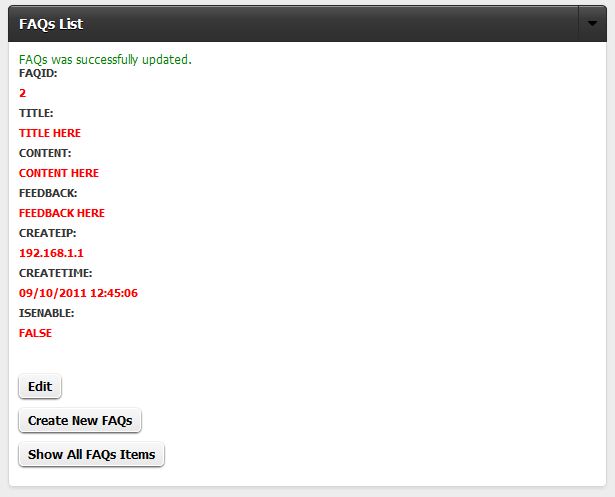 FAQs List
FAQs was successfully updated.
FAQID:
2
TITLE:
TITLE HERE
CONTENT:
CONTENT HERE
FEEDBACK:
FEEDBACK HERE
CREATEIP:
192.168.1.1
CREATETIME:
09/10/2011 12:45:06
ISENABLE:
FALSE
Edit
Create New FAQs
Show All FAQs Items